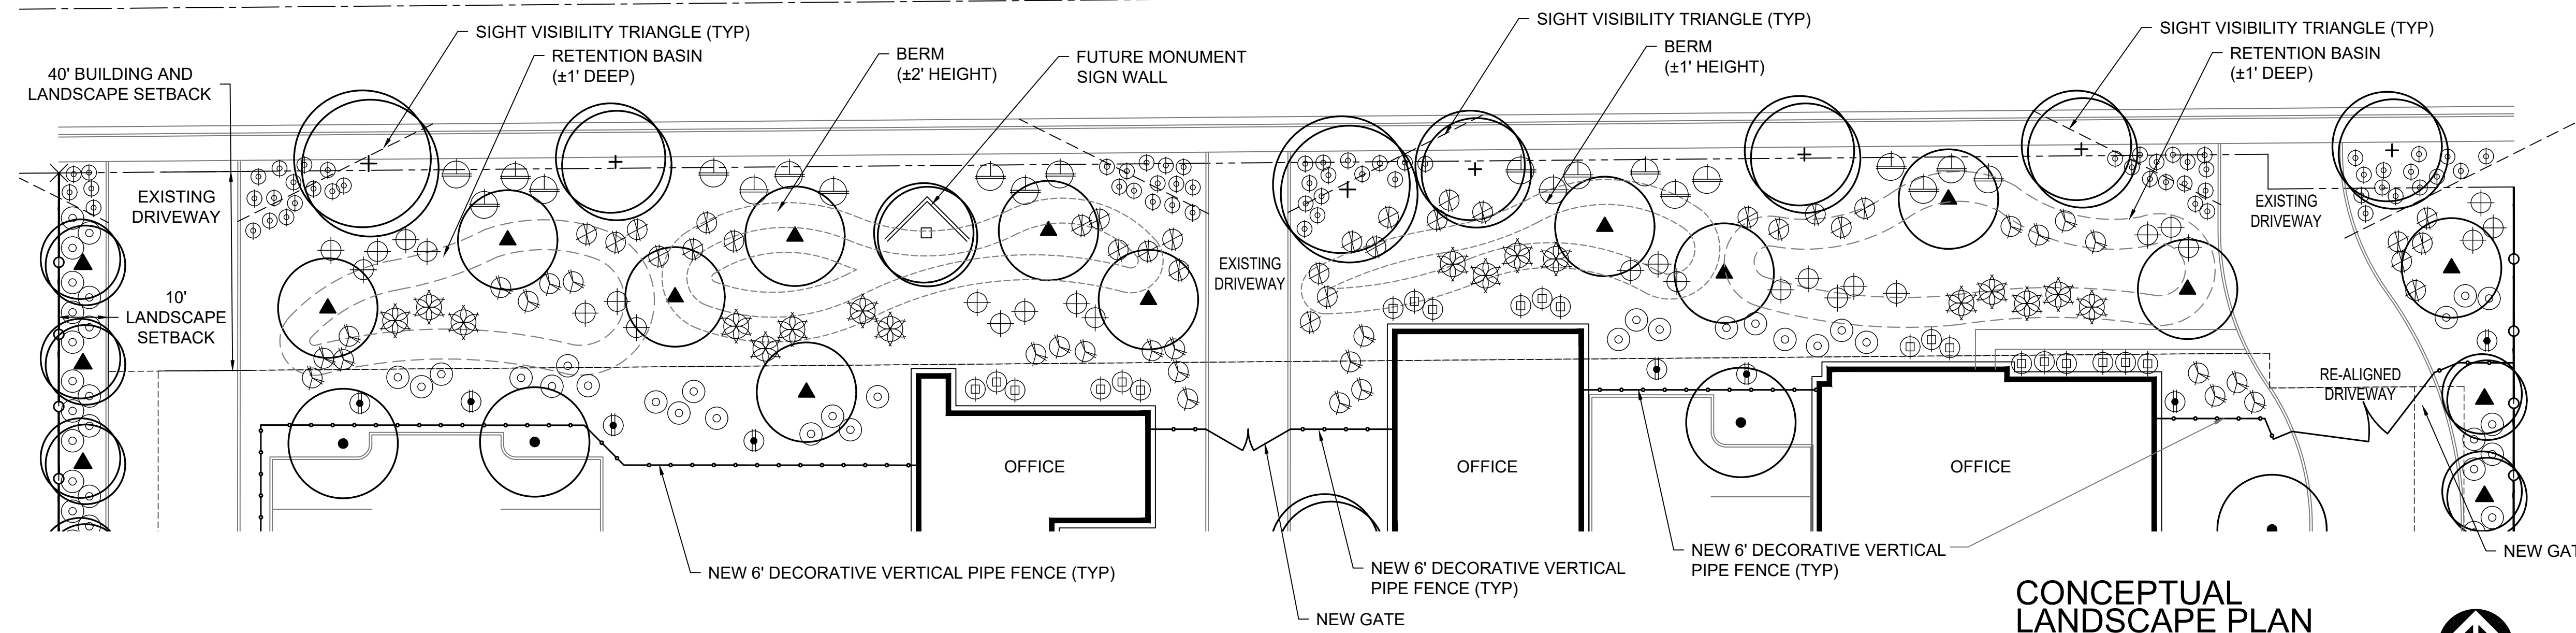 SIGHT VISIBILITY TRIANGLE (TYP)
RETENTION BASIN
(±1' DEEP)
BERM
(±2' HEIGHT)
FUTURE MONUMENT
SIGN WALL
SIGHT VISIBILITY TRIANGLE (TYP)
BERM
(±1' HEIGHT)
SIGHT VISIBILITY TRIANGLE (TYP)
RETENTION BASIN
(±1' DEEP)
40' BUILDING AND
LANDSCAPE SETBACK
EXISTING
DRIVEWAY
10'
LANDSCAPE
SETBACK
EXISTING
DRIVEWAY
EXISTING
DRIVEWAY
RE-ALIGNED
DRIVEWAY
OFFICE
OFFICE
OFFICE
NEW 6' DECORATIVE VERTICAL PIPE FENCE (TYP)
NEW 6' DECORATIVE VERTICAL
PIPE FENCE (TYP)
NEW GATE
NEW 6' DECORATIVE VERTICAL
PIPE FENCE (TYP)
NEW GAT
CONCEPTUAL
LANDSCAPE PLAN